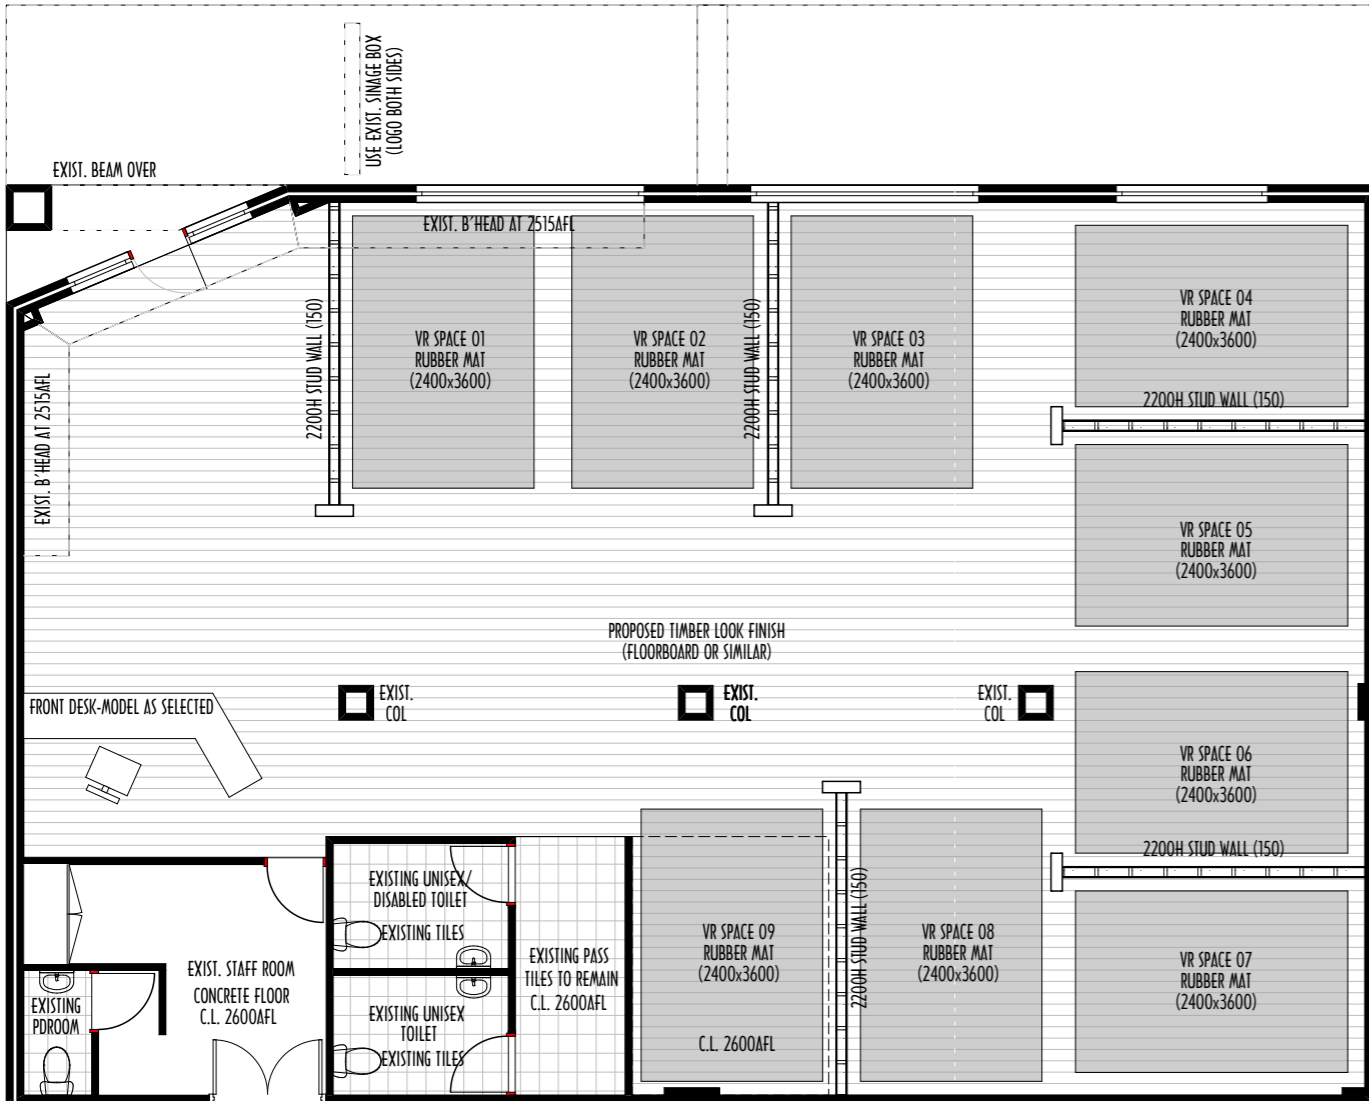 USE EXIST. SINAGE BOX
(LOGO BOTH SIDES)
EXIST. BEAM OVER
EXIST. B'HEAD AT 2515AFL
EXIST. B'HEAD AT 2515AFL
2200H STUD WALL (150)
VR SPACE 01
RUBBER MAT
(2400x3600)
VR SPACE 02
RUBBER MAT
(2400x3600)
2200H STUD WALL (150)
VR SPACE 03
RUBBER MAT
(2400x3600)
VR SPACE 04
RUBBER MAT
(2400x3600)
2200H STUD WALL (150)
VR SPACE 05
RUBBER MAT
(2400x3600)
PROPOSED TIMBER LOOK FINISH
(FLOORBOARD OR SIMILAR)
FRONT DESK-MODEL AS SELECTED
EXIST.
COL
EXIST.
COL
EXIST.
COL
VR SPACE 06
RUBBER MAT
(2400x3600)
2200H STUD WALL (150)
EXISTING UNISEX/
DISABLED TOILET
EXISTING TILES
EXIST. STAFF ROOM
CONCRETE FLOOR
C.L. 2600AFL
EXISTING
PDROOM
EXISTING UNISEX
TOILET
EXISTING TILES
EXISTING PASS
TILES TO REMAIN
C.L. 2600AFL
VR SPACE 09
RUBBER MAT
(2400x3600)
C.L. 2600AFL
2200H STUD WALL (150)
VR SPACE 08
RUBBER MAT
(2400x3600)
VR SPACE 07
RUBBER MAT
(2400x3600)